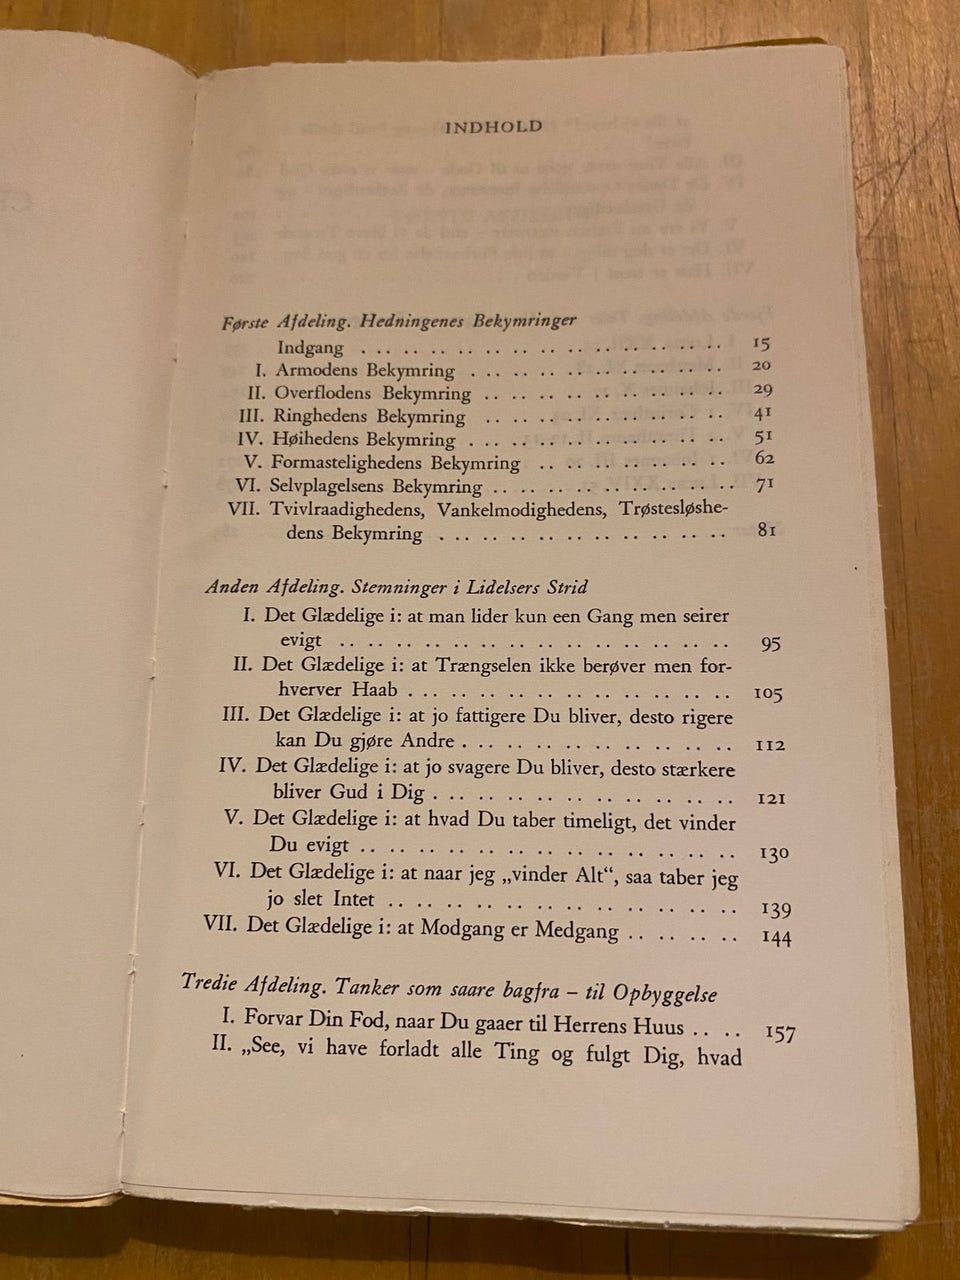 INDHOLD
Første Afdeling. Hedningenes Bekymringer
Indgang . .. .. .. .. .. .. .. .. .. .. .. .. 15
I. Armodens Bekymring . .. .. .. .. .. .. .. .. .. 20
II. Overflodens Bekymring .. .. .. .. .. .. .. .. .. 29
III. Ringhedens Bekymring .. .. .. .. .. .. .. .. .. 41
IV. Høihedens Bekymring . .. .. .. .. .. .. .. .. .. 51
V. Formastelighedens Bekymring .. .. .. .. .. .. .. 62
VI. Selvplagelsens Bekymring .. .. .. .. .. .. .. .. .. 71
VII. Tvivlraadighedens, Vankelmodighedens, Trøstesløshe-
dens Bekymring . .. .. .. .. .. .. .. .. .. .. 81
Anden Afdeling. Stemninger i Lidelsers Strid
I. Det Glædelige i: at man lider kun een Gang men seirer
evigt .. .. .. .. .. .. .. .. .. .. .. .. .. .. 95
II. Det Glædelige i: at Trængselen ikke berøver men for-
hverver Haab . .. .. .. .. .. .. .. .. .. .. .. 105
III. Det Glædelige i: at jo fattigere Du bliver, desto rigere
kan Du gjøre Andre . .. .. .. .. .. .. .. .. .. 112
IV. Det Glædelige i: at jo svagere Du bliver, desto stærkere
bliver Gud i Dig . .. .. .. .. .. .. .. .. .. .. 121
V. Det Glædelige i: at hvad Du taber timeligt, det vinder
Du evigt .. .. .. .. .. .. .. .. .. .. .. .. .. 130
VI. Det Glædelige i: at naar jeg „vinder Alt“, saa taber jeg
jo slet Intet .. .. .. .. .. .. .. .. .. .. .. .. 139
VII. Det Glædelige i: at Modgang er Medgang .. .. .. .. 144
Tredie Afdeling. Tanker som saare bagfra – til Opbyggelse
I. Forvar Din Fod, naar Du gaaer til Herrens Huus .. .. 157
II. „See, vi have forladt alle Ting og fulgt Dig, hvad